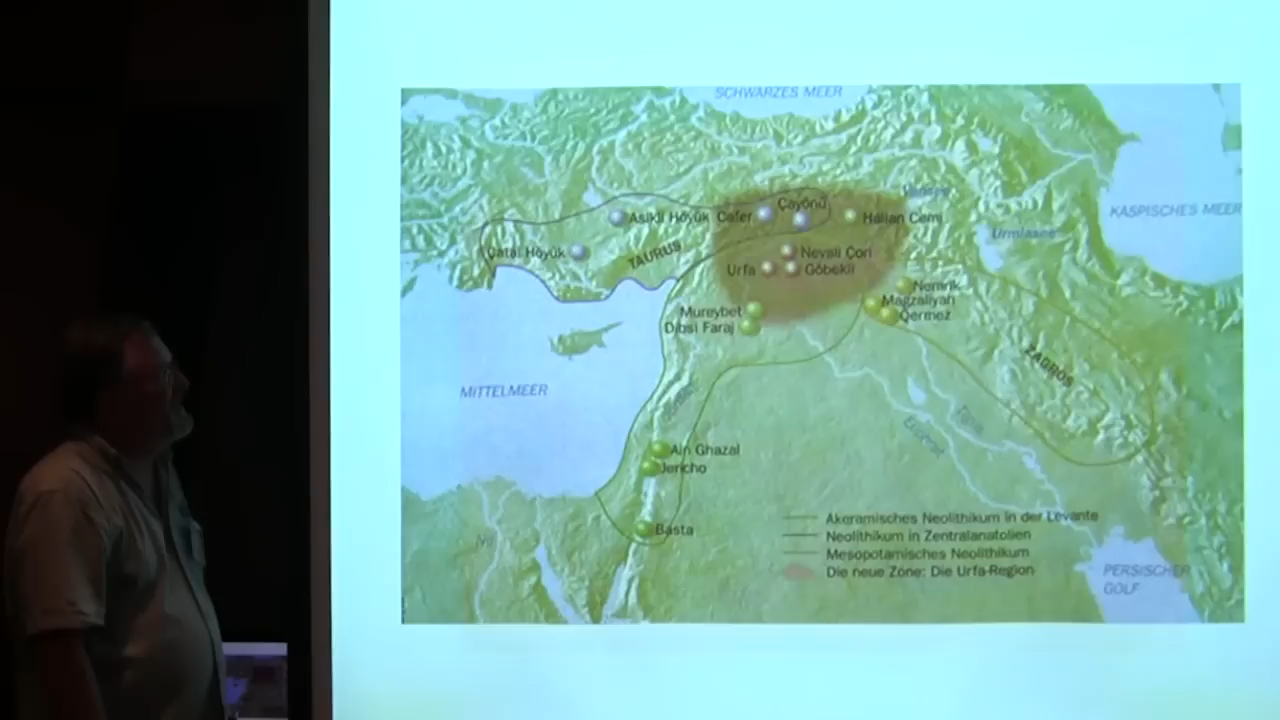 SCHWARZES MEER
KASPISCHES MEER
Vansee
Urmiasee
Asikli Höyük
Cafer
Çayönü
Hallan Cemi
Çatal Höyük
TAURUS
Nevali Çori
Urfa
Göbekli
Nemrik
Magzaliyah
Qermez
Mureybet
Dibsi Faraj
ZAGROS
MITTELMEER
Tigris
Euphrat
Ain Ghazal
Jericho
Basta
Nil
Akeramisches Neolithikum in der Levante
Neolithikum in Zentralanatolien
Mesopotamisches Neolithikum
Die neue Zone: Die Urfa-Region
PERSISCHER
GOLF